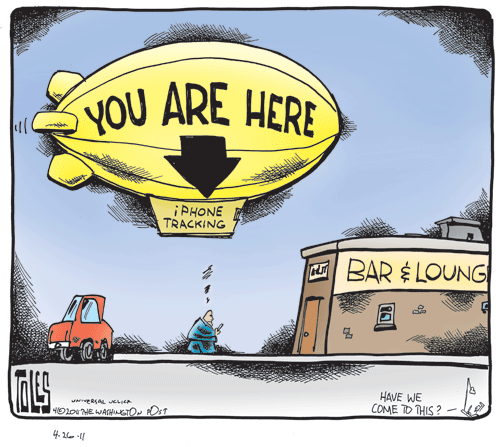 YOU ARE HERE
iPHONE
TRACKING
BAR & LOUNG
TOLES
UNIVERSAL UCLICK
©2011 THE WASHINGTON POST
HAVE WE
COME TO THIS? —
4·26·11